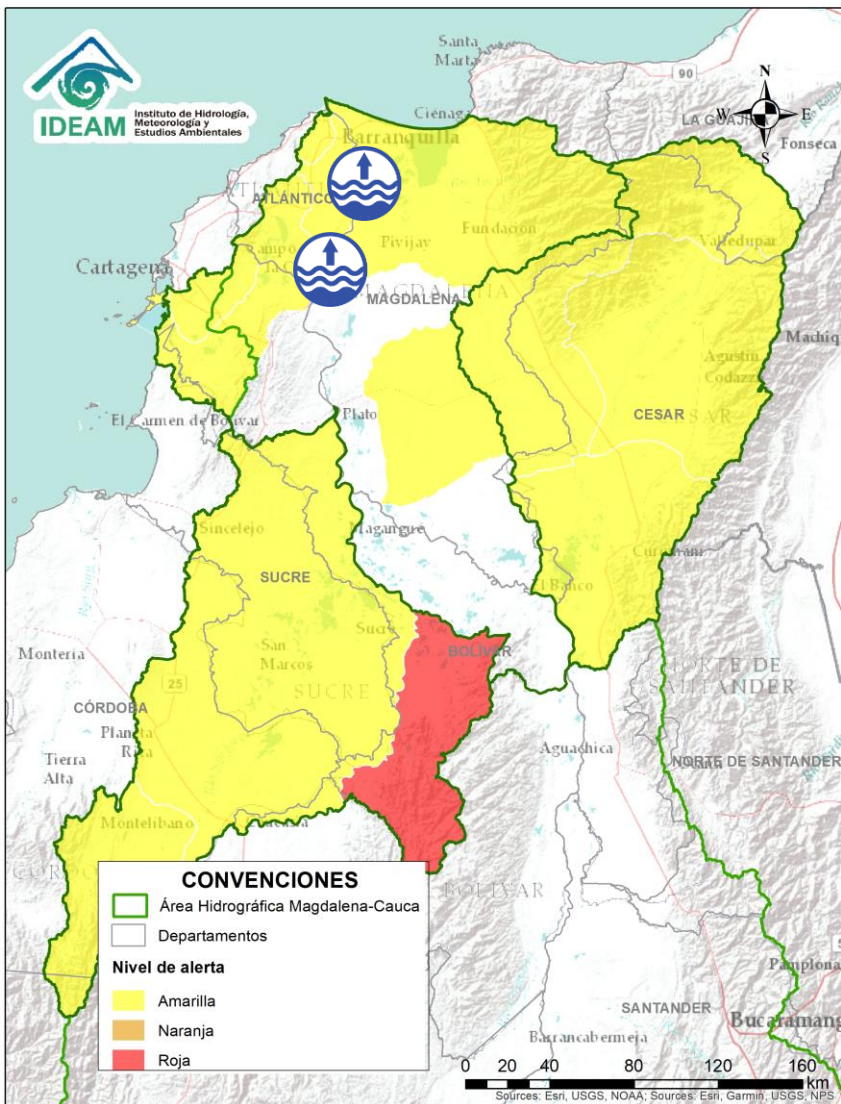 IDEAM
Instituto de Hidrología,
Meteorología y
Estudios Ambientales
Santa
Marta
90
N
W
E
S
LA GUAJIRA
Fonseca
Ciénaga
Barranquilla
ATLÁNTICO
Fundación
Pivijay
Valledupar
Cartagena
MAGDALENA
Agustín
Codazzi
Plato
El Carmen de Bolívar
CESAR
Sincelejo
Magangué
SUCRE
El Banco
Sucre
San
Marcos
BOLÍVAR
SUCRE
Montería
25
NORTE DE
SANTANDER
CÓRDOBA
Planeta
Rica
Aguachica
Tierra
Alta
NORTE DE SANTANDER
Montelíbano
BOLÍVAR
CONVENCIONES
Área Hidrográfica Magdalena-Cauca
Departamentos
Nivel de alerta
Amarilla
Naranja
Roja
Pamplona
SANTANDER
Bucaramang
Barrancabermeja
0 20 40 80 120 160
km
Sources: Esri, USGS, NOAA; Sources: Esri, Garmin, USGS, NPS